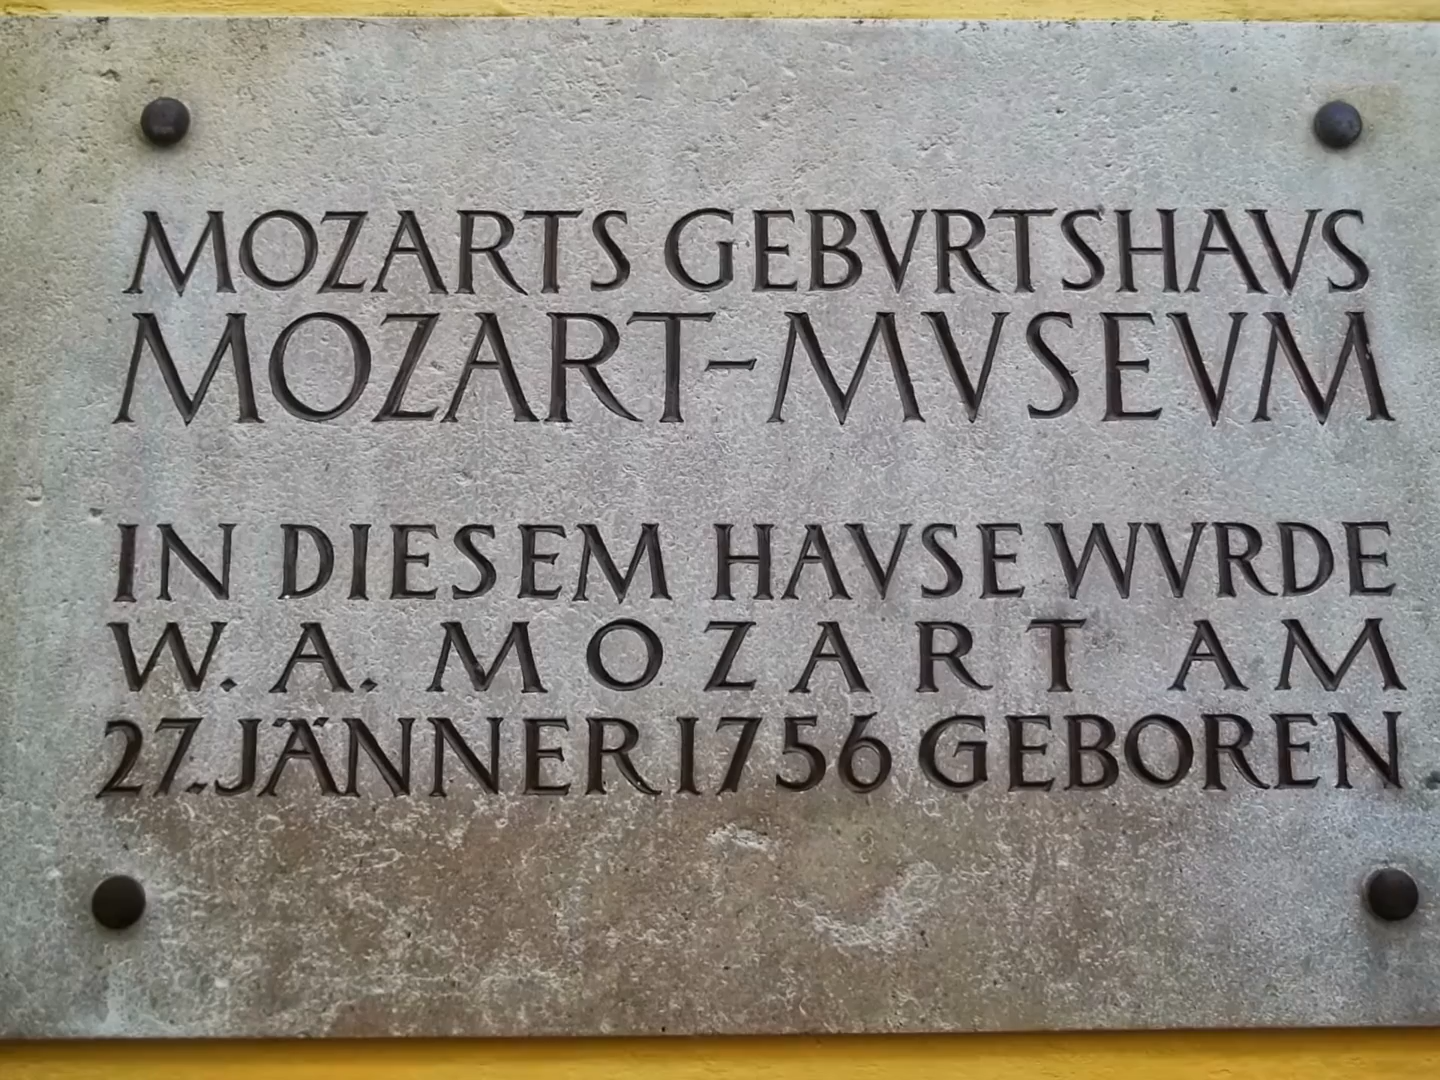 MOZARTS GEBVRTSHAVS
MOZART-MVSEVM
IN DIESEM HAVSE WVRDE
W. A. MOZART AM
27. JÄNNER 1756 GEBOREN